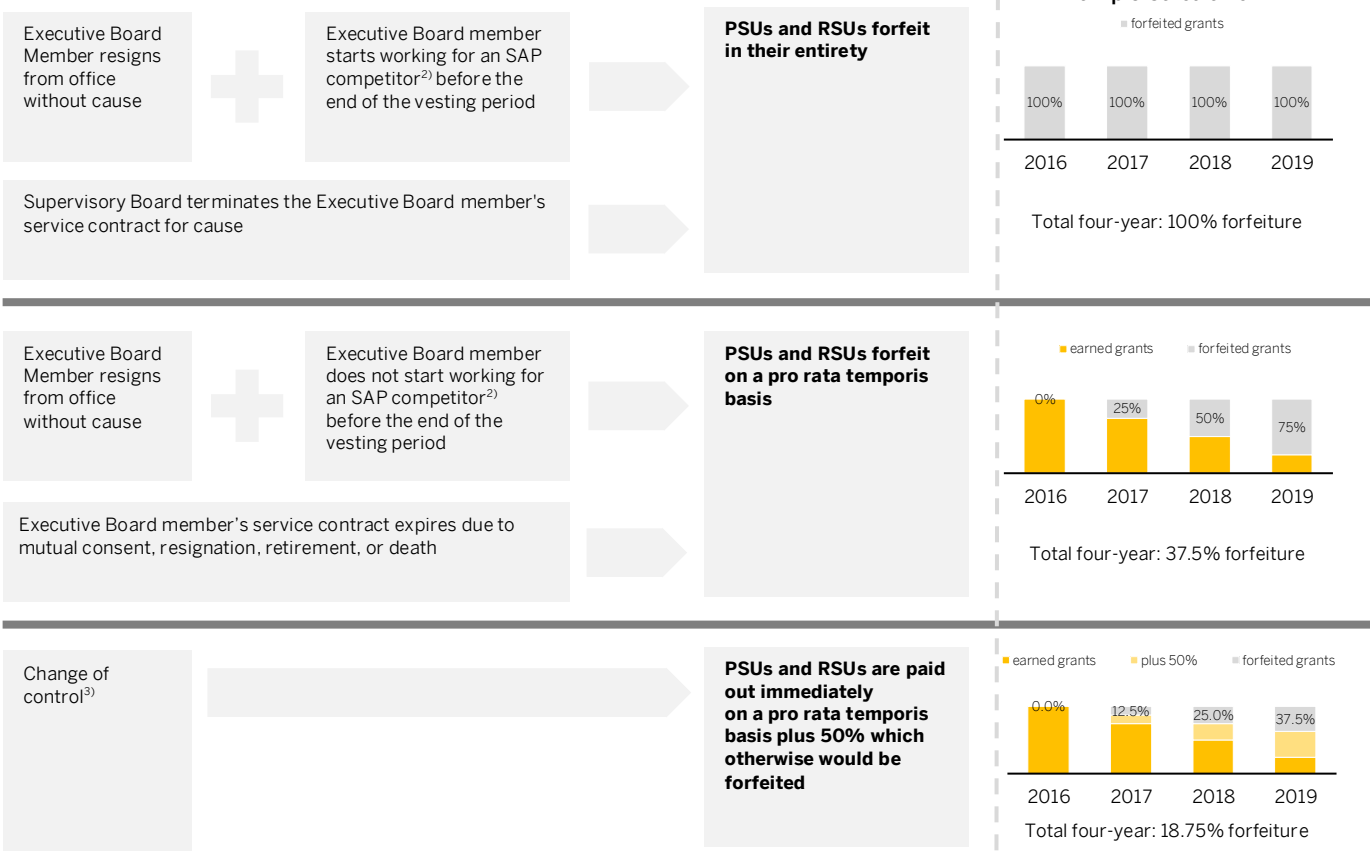 Executive Board
Member resigns
from office
without cause
Executive Board member
starts working for an SAP
competitor²⁾ before the
end of the vesting period
PSUs and RSUs forfeit
in their entirety
Supervisory Board terminates the Executive Board member's
service contract for cause
forfeited grants
100% 100% 100% 100%
2016 2017 2018 2019
Total four-year: 100% forfeiture
Executive Board
Member resigns
from office
without cause
Executive Board member
does not start working for
an SAP competitor²⁾
before the end of the
vesting period
PSUs and RSUs forfeit
on a pro rata temporis
basis
Executive Board member’s service contract expires due to
mutual consent, resignation, retirement, or death
earned grants forfeited grants
0% 25% 50% 75%
2016 2017 2018 2019
Total four-year: 37.5% forfeiture
Change of
control³⁾
PSUs and RSUs are paid
out immediately
on a pro rata temporis
basis plus 50% which
otherwise would be
forfeited
earned grants plus 50% forfeited grants
0.0% 12.5% 25.0% 37.5%
2016 2017 2018 2019
Total four-year: 18.75% forfeiture